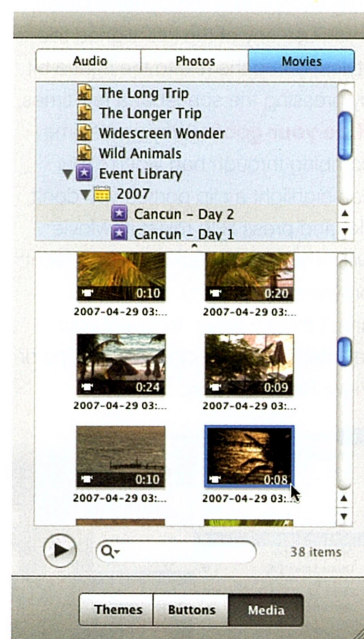 Audio Photos Movies
The Long Trip
The Longer Trip
Widescreen Wonder
Wild Animals
Event Library
2007
Cancun - Day 2
Cancun - Day 1
0:10 0:20
2007-04-29 03:... 2007-04-29 03:...
0:24 0:09
2007-04-29 03:... 2007-04-29 03:...
0:10 0:08
2007-04-29 03:... 2007-04-29 03:...
38 items
Themes Buttons Media